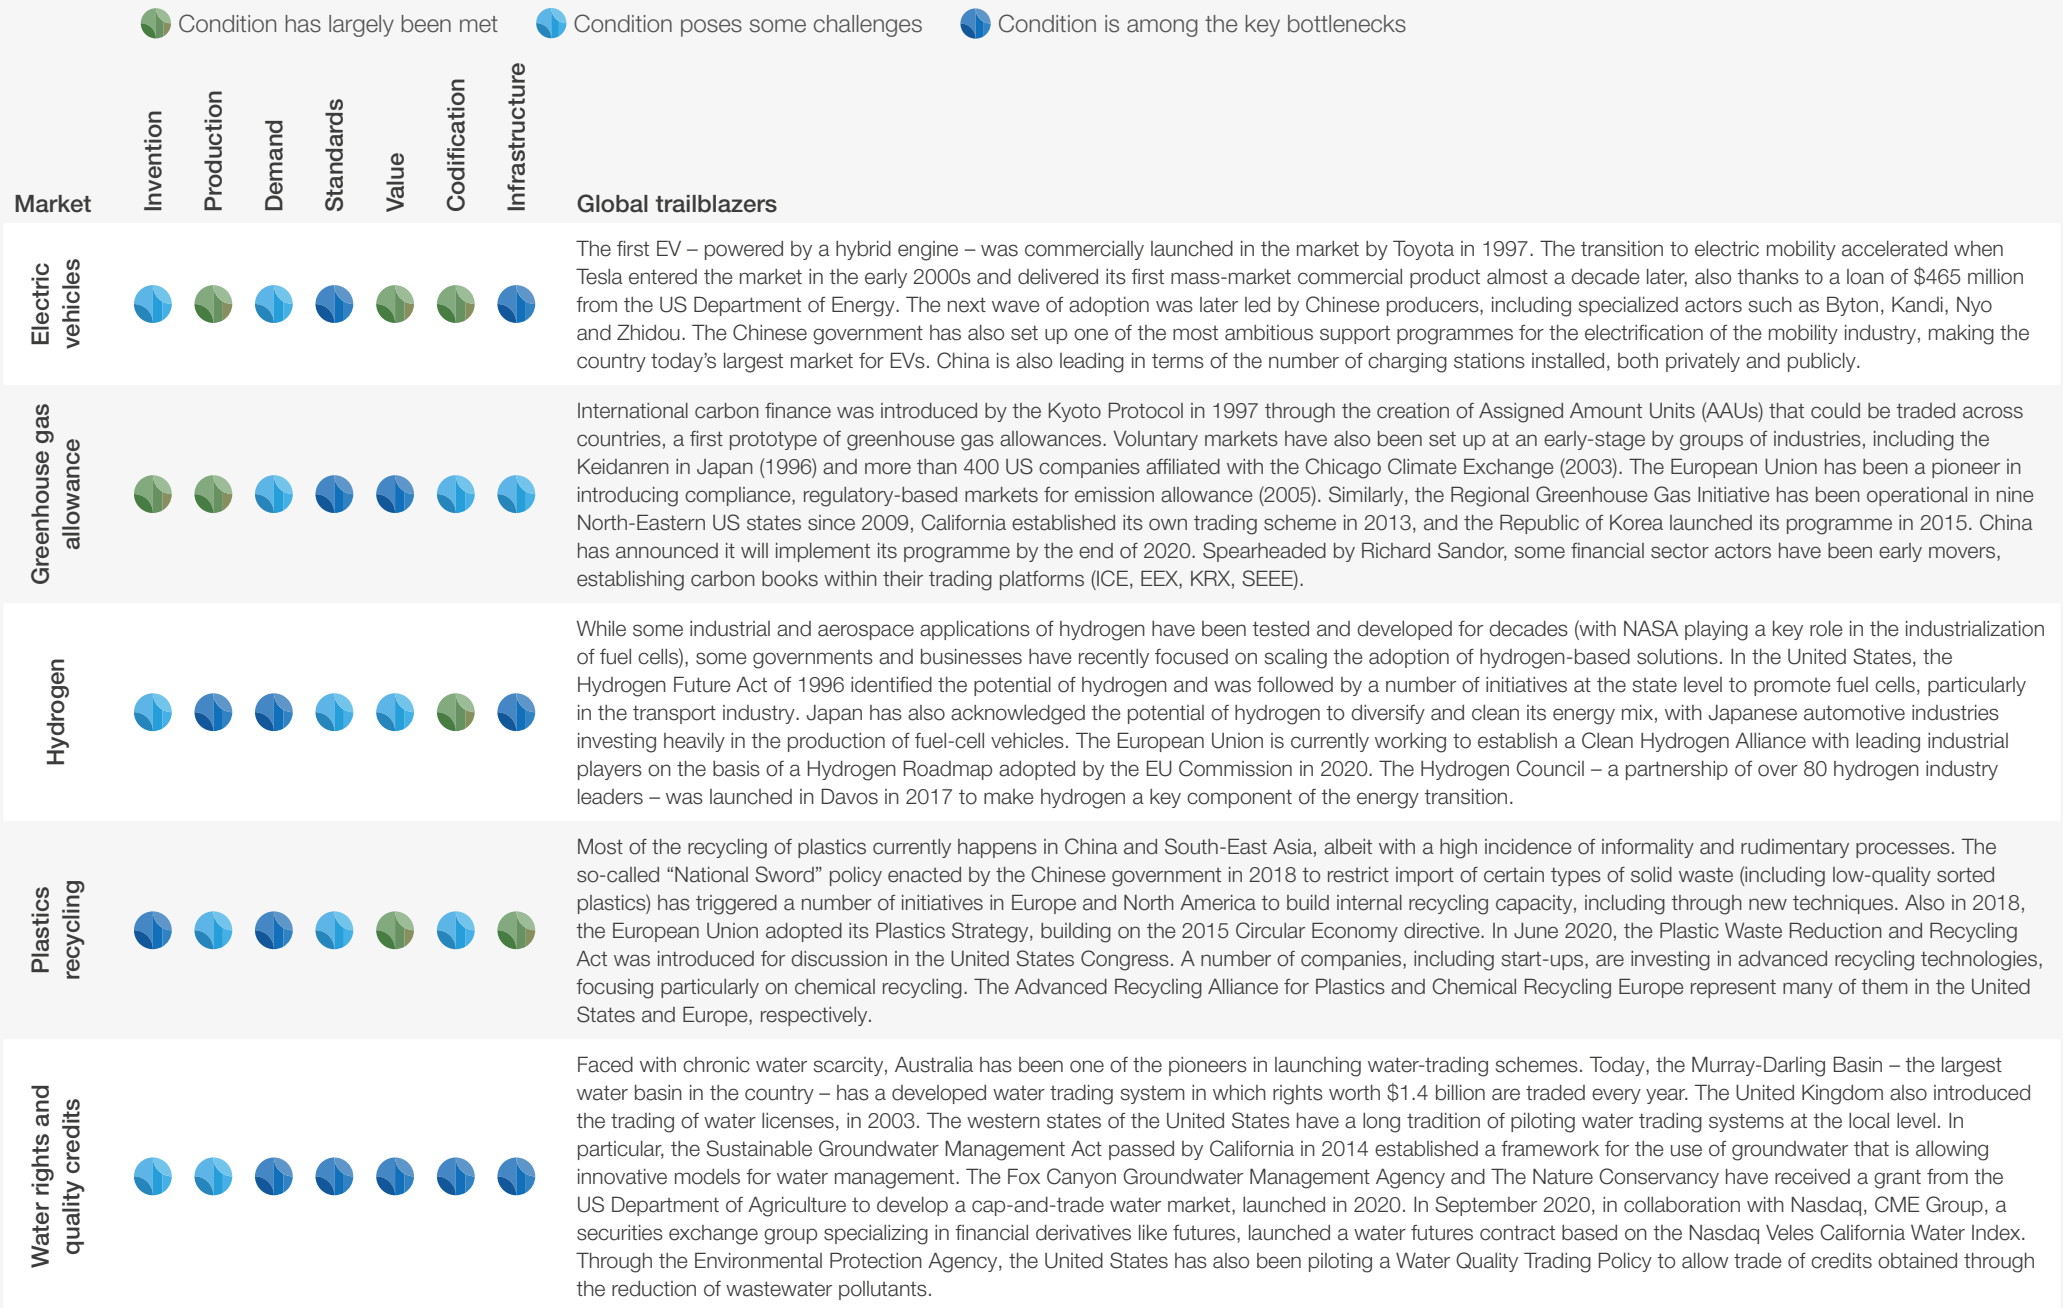 Condition has largely been met
Condition poses some challenges
Condition is among the key bottlenecks
Market
Invention
Production
Demand
Standards
Value
Codification
Infrastructure
Global trailblazers
Electric
vehicles
The first EV – powered by a hybrid engine – was commercially launched in the market by Toyota in 1997. The transition to electric mobility accelerated when
Tesla entered the market in the early 2000s and delivered its first mass-market commercial product almost a decade later, also thanks to a loan of $465 million
from the US Department of Energy. The next wave of adoption was later led by Chinese producers, including specialized actors such as Byton, Kandi, Nyo
and Zhidou. The Chinese government has also set up one of the most ambitious support programmes for the electrification of the mobility industry, making the
country today's largest market for EVs. China is also leading in terms of the number of charging stations installed, both privately and publicly.
Greenhouse gas
allowance
International carbon finance was introduced by the Kyoto Protocol in 1997 through the creation of Assigned Amount Units (AAUs) that could be traded across
countries, a first prototype of greenhouse gas allowances. Voluntary markets have also been set up at an early-stage by groups of industries, including the
Keidanren in Japan (1996) and more than 400 US companies affiliated with the Chicago Climate Exchange (2003). The European Union has been a pioneer in
introducing compliance, regulatory-based markets for emission allowance (2005). Similarly, the Regional Greenhouse Gas Initiative has been operational in nine
North-Eastern US states since 2009, California established its own trading scheme in 2013, and the Republic of Korea launched its programme in 2015. China
has announced it will implement its programme by the end of 2020. Spearheaded by Richard Sandor, some financial sector actors have been early movers,
establishing carbon books within their trading platforms (ICE, EEX, KRX, SEEE).
Hydrogen
While some industrial and aerospace applications of hydrogen have been tested and developed for decades (with NASA playing a key role in the industrialization
of fuel cells), some governments and businesses have recently focused on scaling the adoption of hydrogen-based solutions. In the United States, the
Hydrogen Future Act of 1996 identified the potential of hydrogen and was followed by a number of initiatives at the state level to promote fuel cells, particularly
in the transport industry. Japan has also acknowledged the potential of hydrogen to diversify and clean its energy mix, with Japanese automotive industries
investing heavily in the production of fuel-cell vehicles. The European Union is currently working to establish a Clean Hydrogen Alliance with leading industrial
players on the basis of a Hydrogen Roadmap adopted by the EU Commission in 2020. The Hydrogen Council – a partnership of over 80 hydrogen industry
leaders – was launched in Davos in 2017 to make hydrogen a key component of the energy transition.
Plastics
recycling
Most of the recycling of plastics currently happens in China and South-East Asia, albeit with a high incidence of informality and rudimentary processes. The
so-called “National Sword” policy enacted by the Chinese government in 2018 to restrict import of certain types of solid waste (including low-quality sorted
plastics) has triggered a number of initiatives in Europe and North America to build internal recycling capacity, including through new techniques. Also in 2018,
the European Union adopted its Plastics Strategy, building on the 2015 Circular Economy directive. In June 2020, the Plastic Waste Reduction and Recycling
Act was introduced for discussion in the United States Congress. A number of companies, including start-ups, are investing in advanced recycling technologies,
focusing particularly on chemical recycling. The Advanced Recycling Alliance for Plastics and Chemical Recycling Europe represent many of them in the United
States and Europe, respectively.
Water rights and
quality credits
Faced with chronic water scarcity, Australia has been one of the pioneers in launching water-trading schemes. Today, the Murray-Darling Basin – the largest
water basin in the country – has a developed water trading system in which rights worth $1.4 billion are traded every year. The United Kingdom also introduced
the trading of water licenses, in 2003. The western states of the United States have a long tradition of piloting water trading systems at the local level. In
particular, the Sustainable Groundwater Management Act passed by California in 2014 established a framework for the use of groundwater that is allowing
innovative models for water management. The Fox Canyon Groundwater Management Agency and The Nature Conservancy have received a grant from the
US Department of Agriculture to develop a cap-and-trade water market, launched in 2020. In September 2020, in collaboration with Nasdaq, CME Group, a
securities exchange group specializing in financial derivatives like futures, launched a water futures contract based on the Nasdaq Veles California Water Index.
Through the Environmental Protection Agency, the United States has also been piloting a Water Quality Trading Policy to allow trade of credits obtained through
the reduction of wastewater pollutants.